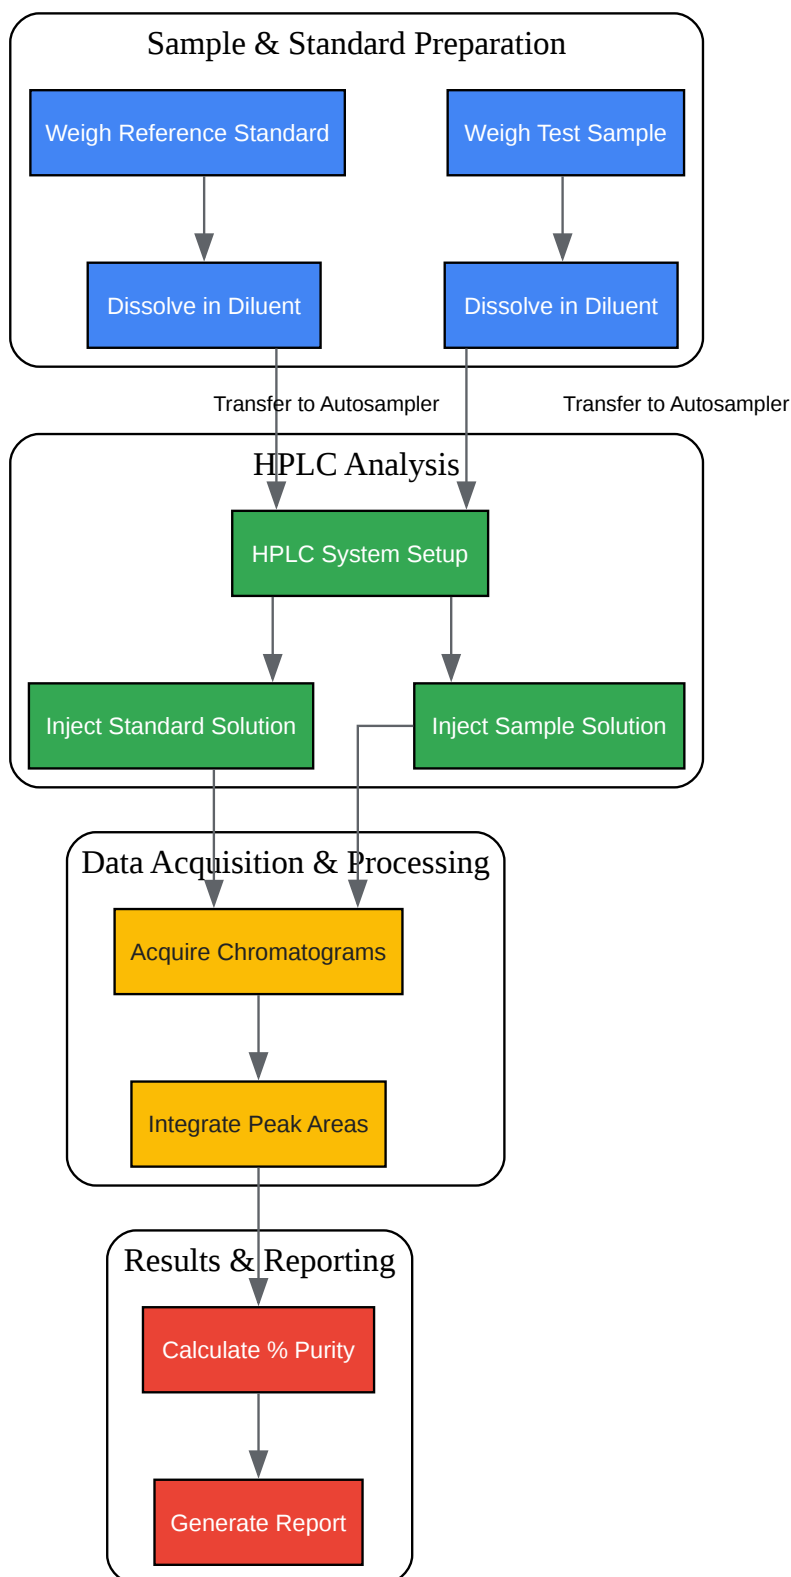 Sample & Standard Preparation
Weigh Reference Standard
Weigh Test Sample
Dissolve in Diluent
Dissolve in Diluent
Transfer to Autosampler
Transfer to Autosampler
HPLC Analysis
HPLC System Setup
Inject Standard Solution
Inject Sample Solution
Data Acquisition & Processing
Acquire Chromatograms
Integrate Peak Areas
Results & Reporting
Calculate % Purity
Generate Report